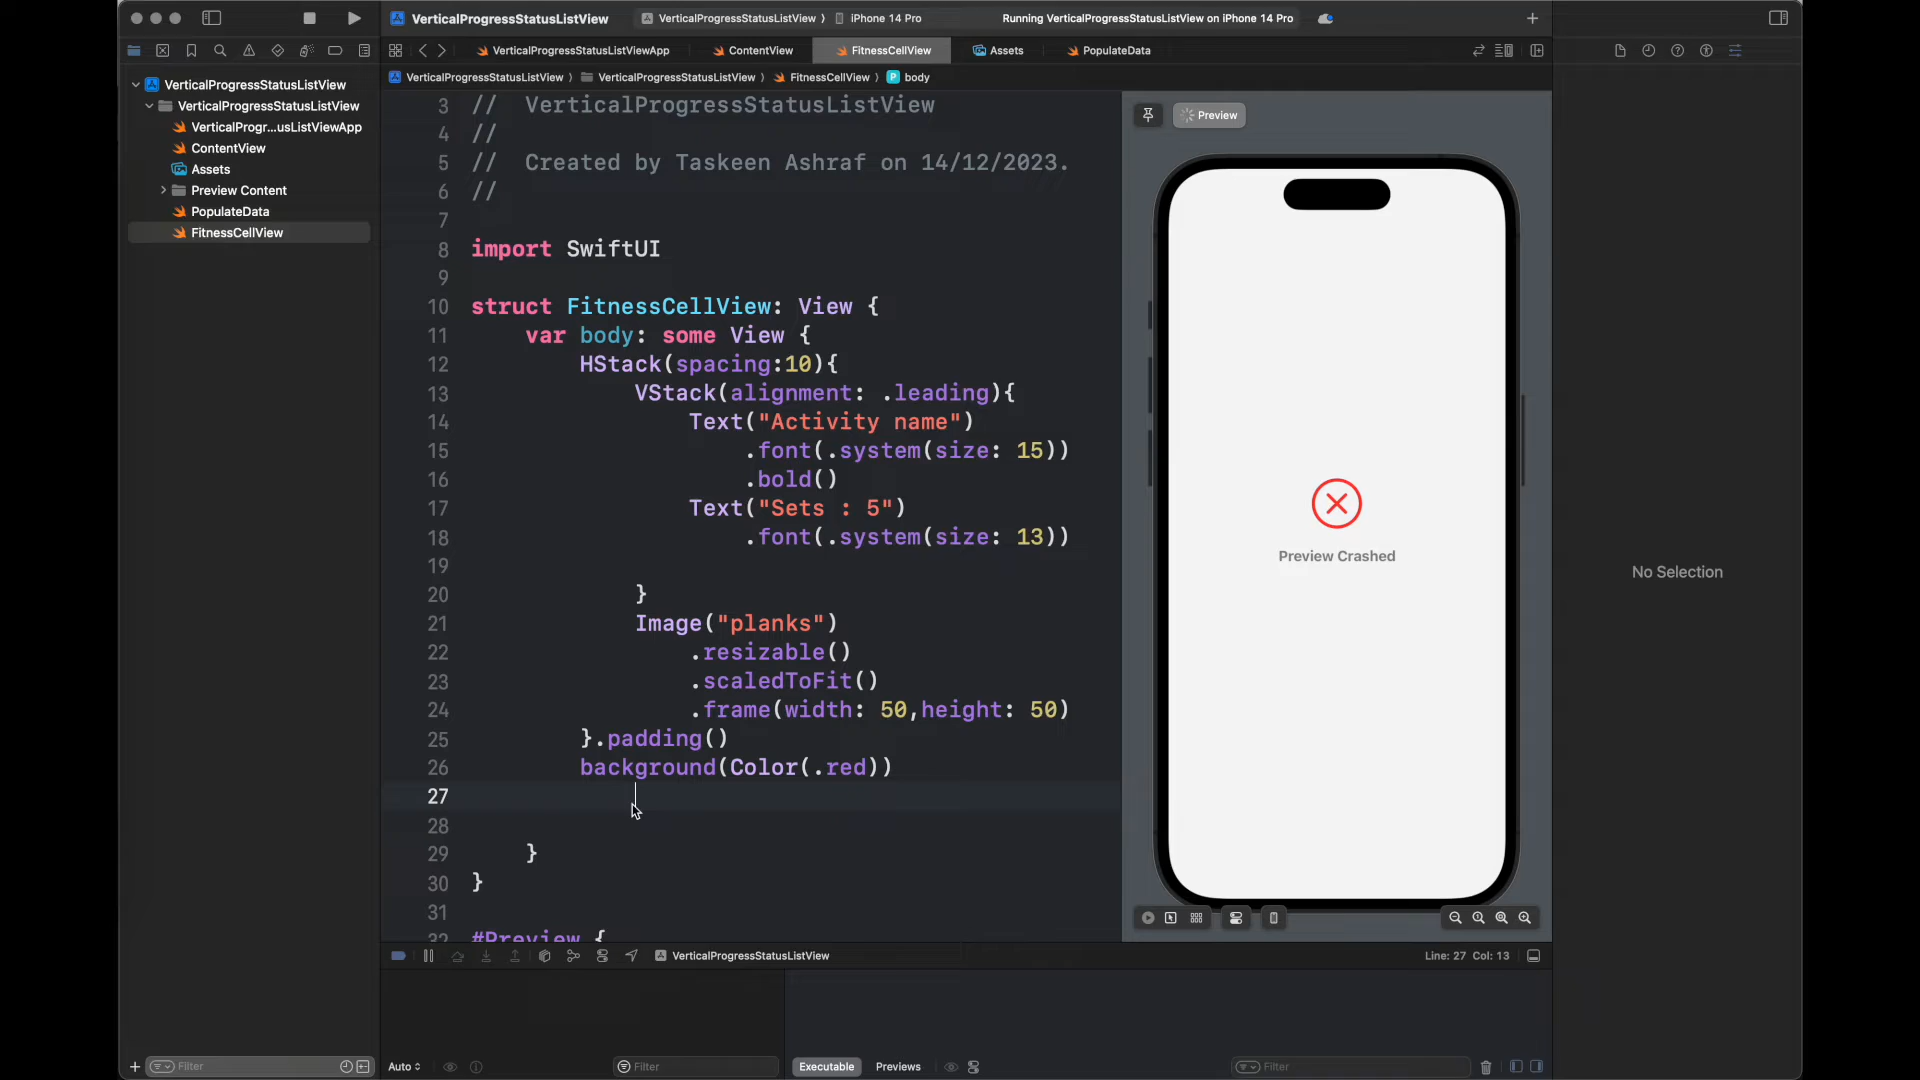 VerticalProgressStatusListView
VerticalProgressStatusListView ⟩ iPhone 14 Pro
Running VerticalProgressStatusListView on iPhone 14 Pro
VerticalProgressStatusListViewApp
ContentView
FitnessCellView
Assets
PopulateData
VerticalProgressStatusListView
VerticalProgressStatusListView
VerticalProgr...usListViewApp
ContentView
Assets
Preview Content
PopulateData
FitnessCellView
VerticalProgressStatusListView ⟩ VerticalProgressStatusListView ⟩ FitnessCellView ⟩ P body
3 //  VerticalProgressStatusListView
4 //
5 //  Created by Taskeen Ashraf on 14/12/2023.
6 //
7
8 import SwiftUI
9
10 struct FitnessCellView: View {
11     var body: some View {
12         HStack(spacing:10){
13             VStack(alignment: .leading){
14                 Text("Activity name")
15                     .font(.system(size: 15))
16                     .bold()
17                 Text("Sets : 5")
18                     .font(.system(size: 13))
19
20             }
21             Image("planks")
22                 .resizable()
23                 .scaledToFit()
24                 .frame(width: 50,height: 50)
25         }.padding()
26         background(Color(.red))
27
28
29     }
30 }
31
32 #Preview {
Preview
Preview Crashed
No Selection
VerticalProgressStatusListView
Line: 27 Col: 13
Filter
Auto
Filter
Executable
Previews
Filter